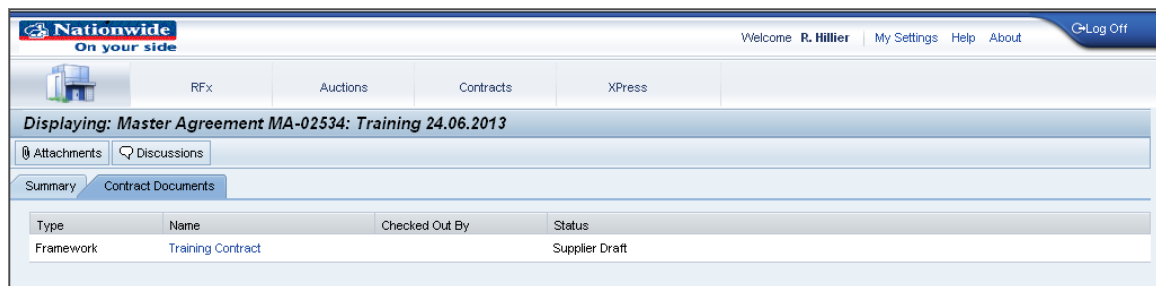 Nationwide
On your side
Welcome R. Hillier My Settings Help About Log Off
RFx Auctions Contracts XPress
Displaying: Master Agreement MA-02534: Training 24.06.2013
Attachments Discussions
Summary Contract Documents
Type Name Checked Out By Status
Framework Training Contract Supplier Draft